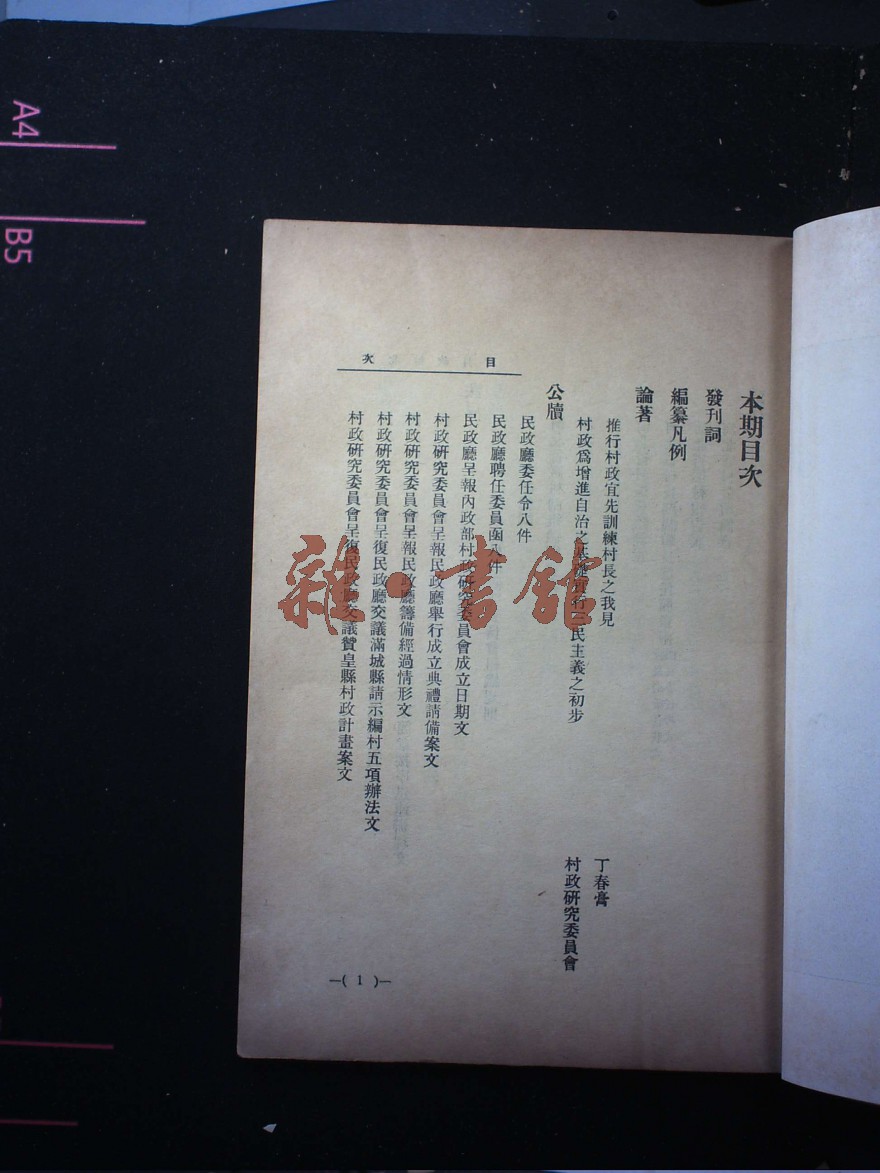 本期目次
發刊詞
編纂凡例
論著
推行村政宜先訓練村長之我見 丁春膏
村政爲增進自治之基礎實行三民主義之初步 村政研究委員會
公牘
民政廳委任令八件
民政廳聘任委員函八件
民政廳呈報內政部村政研究委員會成立日期文
村政硏究委員會呈報民政廳舉行成立典禮請備案文
村政硏究委員會呈報民政廳籌備經過情形文
村政硏究委員會呈復民政廳交議滿城縣請示編村五項辦法文
村政硏究委員會呈復民政廳交議贊皇縣村政計畫案文
目次
—( 1 )—
雜·書館
A4
B5